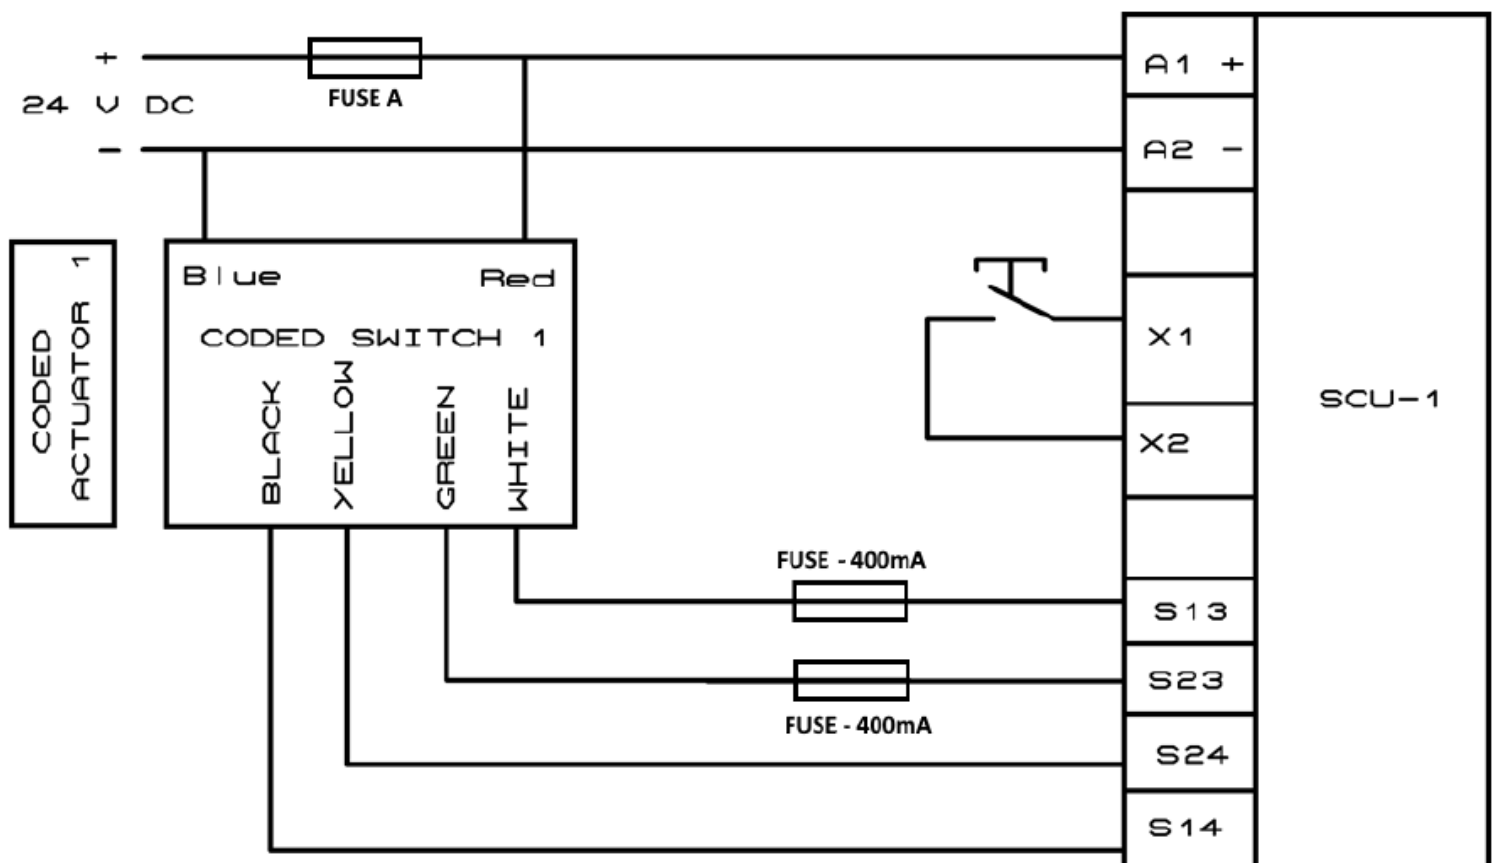 +
FUSE A
24 V DC
-
A1 +
A2 -
Blue
Red
CODED SWITCH 1
CODED
ACTUATOR 1
BLACK
YELLOW
GREEN
WHITE
X1
X2
SCU-1
FUSE - 400mA
S13
S23
FUSE - 400mA
S24
S14